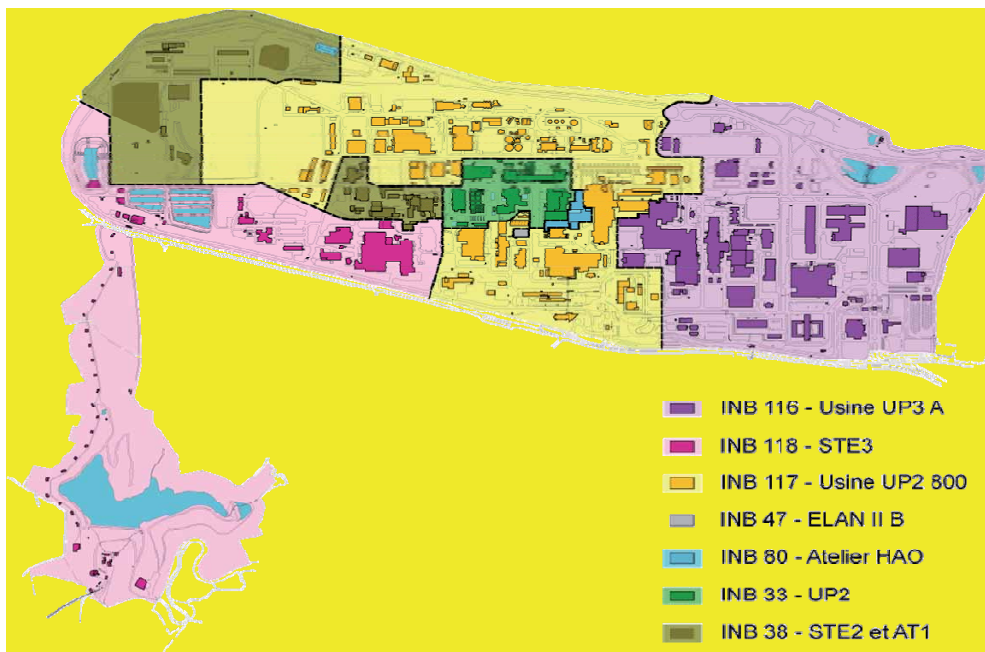 INB 116 - Usine UP3 A
INB 118 - STE3
INB 117 - Usine UP2 800
INB 47 - ELAN II B
INB 80 - Atelier HAO
INB 33 - UP2
INB 38 - STE2 et AT1